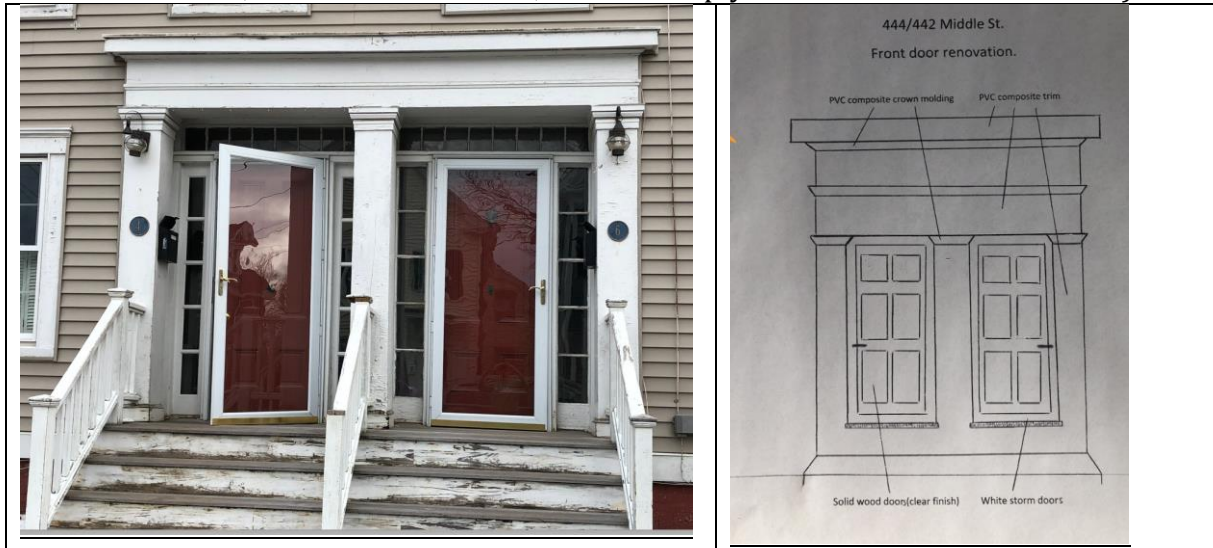 444/442 Middle St.
Front door renovation.
PVC composite crown molding
PVC composite trim
Solid wood doors(clear finish)
White storm doors